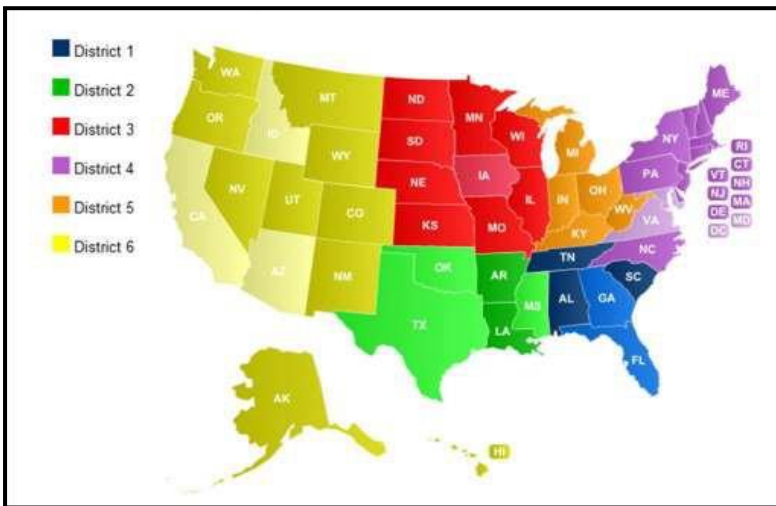 District 1
District 2
District 3
District 4
District 5
District 6
WA
OR
ID
MT
WY
NV
UT
CO
CA
AZ
NM
ND
SD
NE
KS
MN
IA
WI
IL
MO
MI
IN
OH
KY
WV
OK
TX
AR
LA
MS
TN
AL
GA
SC
FL
ME
NY
PA
VA
NC
RI
CT
VT
NH
NJ
MA
DE
MD
DC
AK
HI